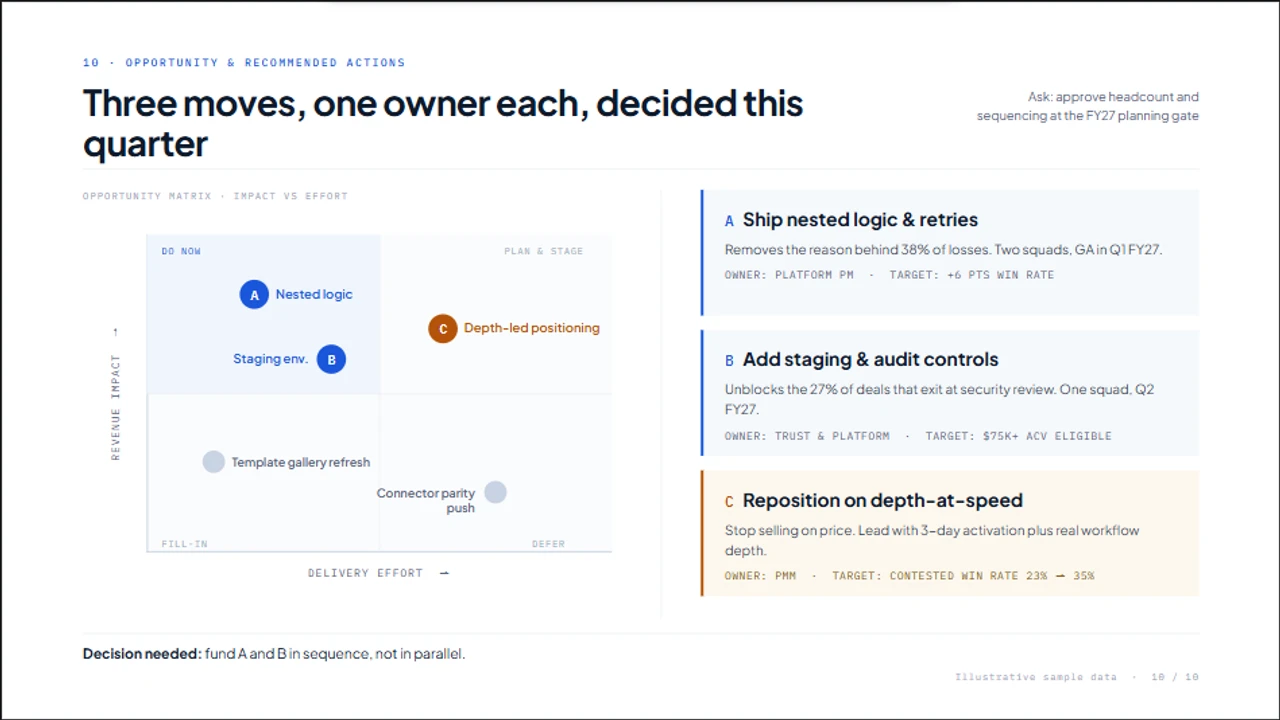 10 · OPPORTUNITY & RECOMMENDED ACTIONS
Three moves, one owner each, decided this
quarter
Ask: approve headcount and
sequencing at the FY27 planning gate
OPPORTUNITY MATRIX · IMPACT VS EFFORT
DO NOW
PLAN & STAGE
A Nested logic
C Depth-led positioning
Staging env. B
REVENUE IMPACT →
Template gallery refresh
Connector parity
push
FILL-IN
DEFER
DELIVERY EFFORT →
A Ship nested logic & retries
Removes the reason behind 38% of losses. Two squads, GA in Q1 FY27.
OWNER: PLATFORM PM · TARGET: +6 PTS WIN RATE
B Add staging & audit controls
Unblocks the 27% of deals that exit at security review. One squad, Q2
FY27.
OWNER: TRUST & PLATFORM · TARGET: $75K+ ACV ELIGIBLE
C Reposition on depth-at-speed
Stop selling on price. Lead with 3-day activation plus real workflow
depth.
OWNER: PMM · TARGET: CONTESTED WIN RATE 23% → 35%
Decision needed: fund A and B in sequence, not in parallel.
Illustrative sample data · 10 / 10